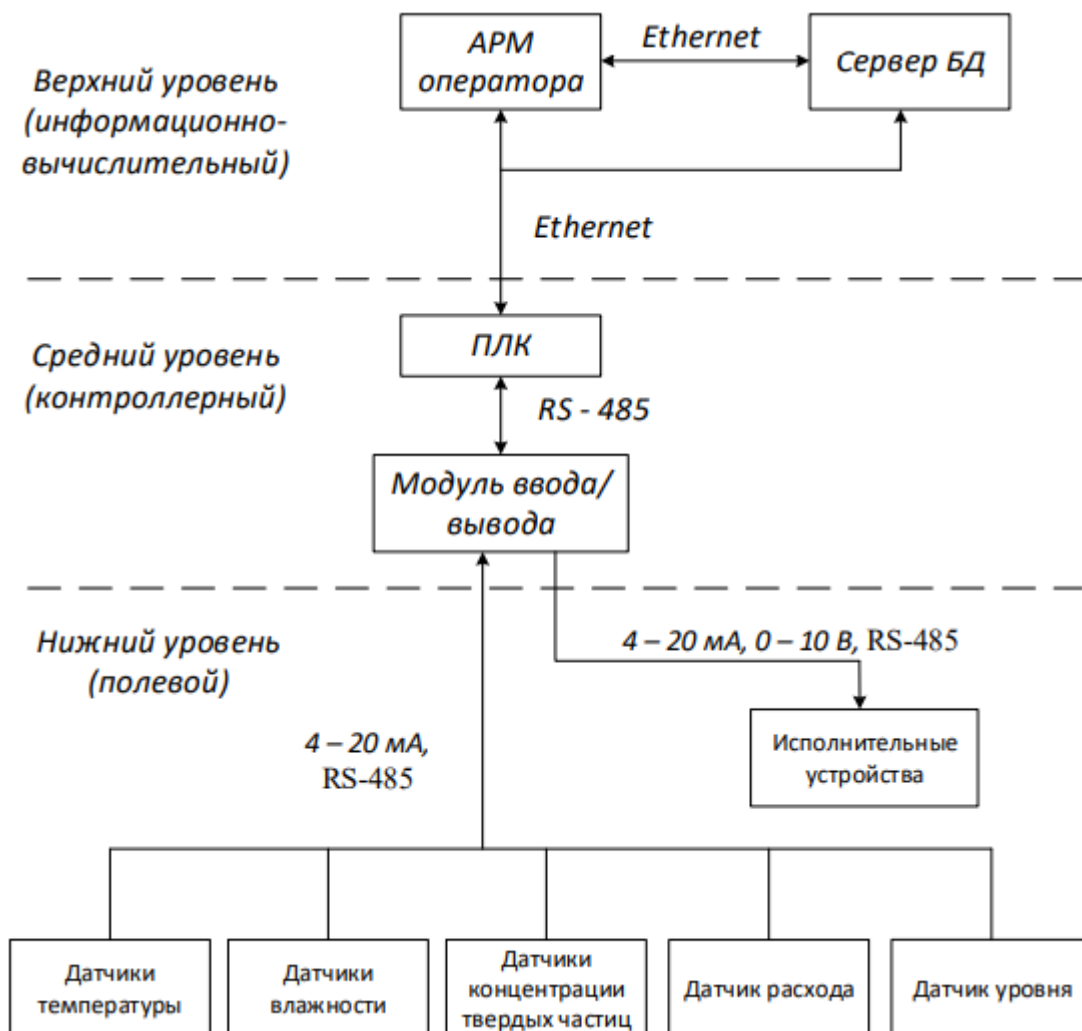 АРМ
оператора
Ethernet
Сервер БД
Верхний уровень
(информационно-
вычислительный)
Ethernet
Средний уровень
(контроллерный)
ПЛК
RS - 485
Модуль ввода/
вывода
Нижний уровень
(полевой)
4 – 20 мА, 0 – 10 В, RS-485
Исполнительные
устройства
4 – 20 мА,
RS-485
Датчики
температуры
Датчики
влажности
Датчики
концентрации
твердых частиц
Датчик расхода
Датчик уровня